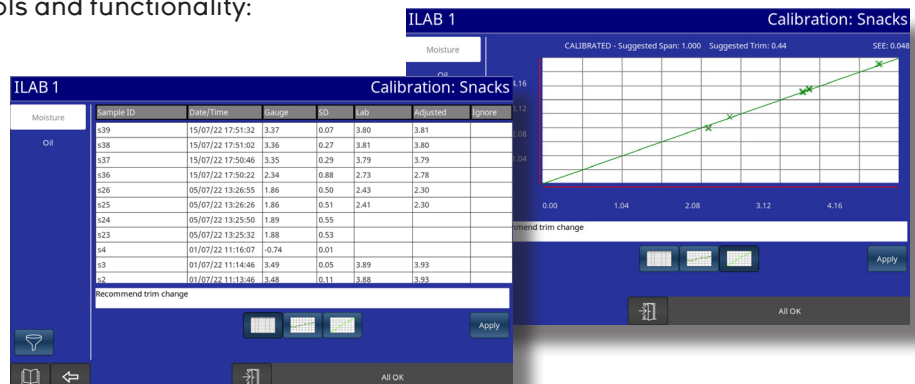 ols and functionality:
ILAB 1 Calibration: Snacks
Moisture
Oil
CALIBRATED - Suggested Span: 1.000 Suggested Trim: 0.44 SEE: 0.048
4.16
3.12
2.08
1.04
0.00 1.04 2.08 3.12 4.16
mmend trim change
Apply
All OK
ILAB 1 Calibration: Snacks
Moisture
Oil
Sample ID Date/Time Gauge SD Lab Adjusted Ignore
s39 15/07/22 17:51:32 3.37 0.07 3.80 3.81
s38 15/07/22 17:51:02 3.36 0.27 3.81 3.80
s37 15/07/22 17:50:46 3.35 0.29 3.79 3.79
s36 15/07/22 17:50:22 2.34 0.88 2.73 2.78
s26 05/07/22 13:26:55 1.86 0.50 2.43 2.30
s25 05/07/22 13:26:26 1.86 0.51 2.41 2.30
s24 05/07/22 13:25:50 1.89 0.55
s23 05/07/22 13:25:32 1.88 0.53
s4 01/07/22 11:16:07 -0.74 0.01
s3 01/07/22 11:14:46 3.49 0.05 3.89 3.93
s2 01/07/22 11:13:46 3.48 0.11 3.88 3.93
Recommend trim change
Apply
All OK